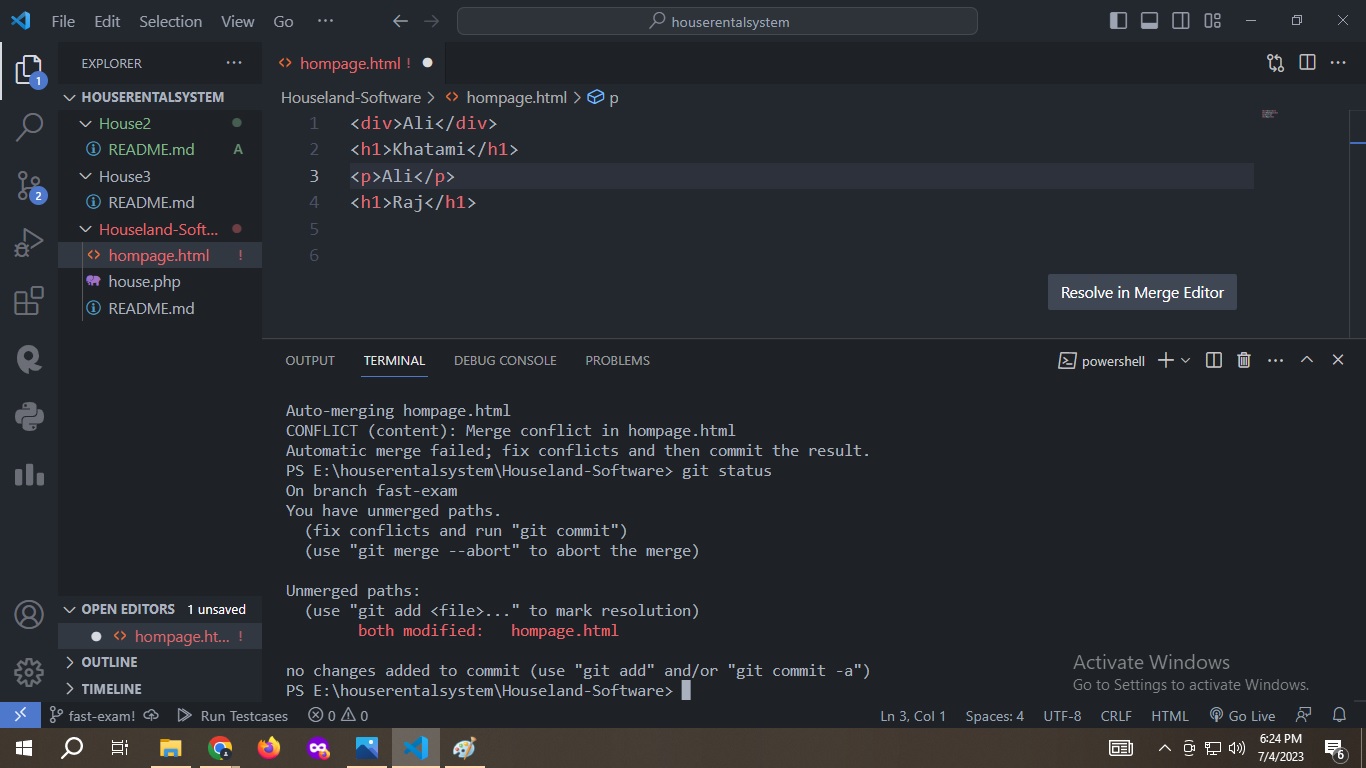 File Edit Selection View Go ··· houserentalsystem
EXPLORER ···
hompage.html !
HOUSERENTALSYSTEM
House2
README.md A
House3
README.md
Houseland-Soft...
hompage.html !
house.php
README.md
OPEN EDITORS 1 unsaved
hompage.ht... !
OUTLINE
TIMELINE
1
2
Houseland-Software > hompage.html > p
1 <div>Ali</div>
2 <h1>Khatami</h1>
3 <p>Ali</p>
4 <h1>Raj</h1>
5
6
Resolve in Merge Editor
OUTPUT TERMINAL DEBUG CONSOLE PROBLEMS powershell
Auto-merging hompage.html
CONFLICT (content): Merge conflict in hompage.html
Automatic merge failed; fix conflicts and then commit the result.
PS E:\houserentalsystem\Houseland-Software> git status
On branch fast-exam
You have unmerged paths.
(fix conflicts and run "git commit")
(use "git merge --abort" to abort the merge)
Unmerged paths:
(use "git add <file>..." to mark resolution)
both modified: hompage.html
no changes added to commit (use "git add" and/or "git commit -a")
PS E:\houserentalsystem\Houseland-Software>
Activate Windows
Go to Settings to activate Windows.
fast-exam! Run Testcases 0 0 Ln 3, Col 1 Spaces: 4 UTF-8 CRLF HTML Go Live
6:24 PM
7/4/2023
6